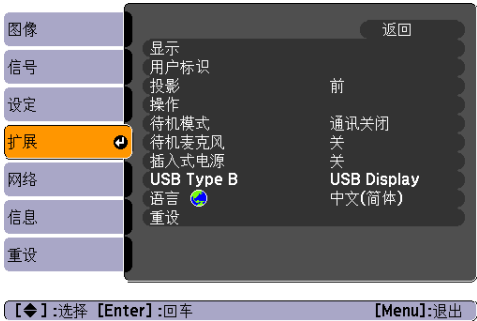 图像
信号
设定
扩展
网络
信息
重设
返回
显示
用户标识
投影 前
操作
待机模式 通讯关闭
待机麦克风 关
插入式电源 关
USB Type B USB Display
语言 中文(简体)
重设
[◆]:选择 [Enter]:回车 [Menu]:退出